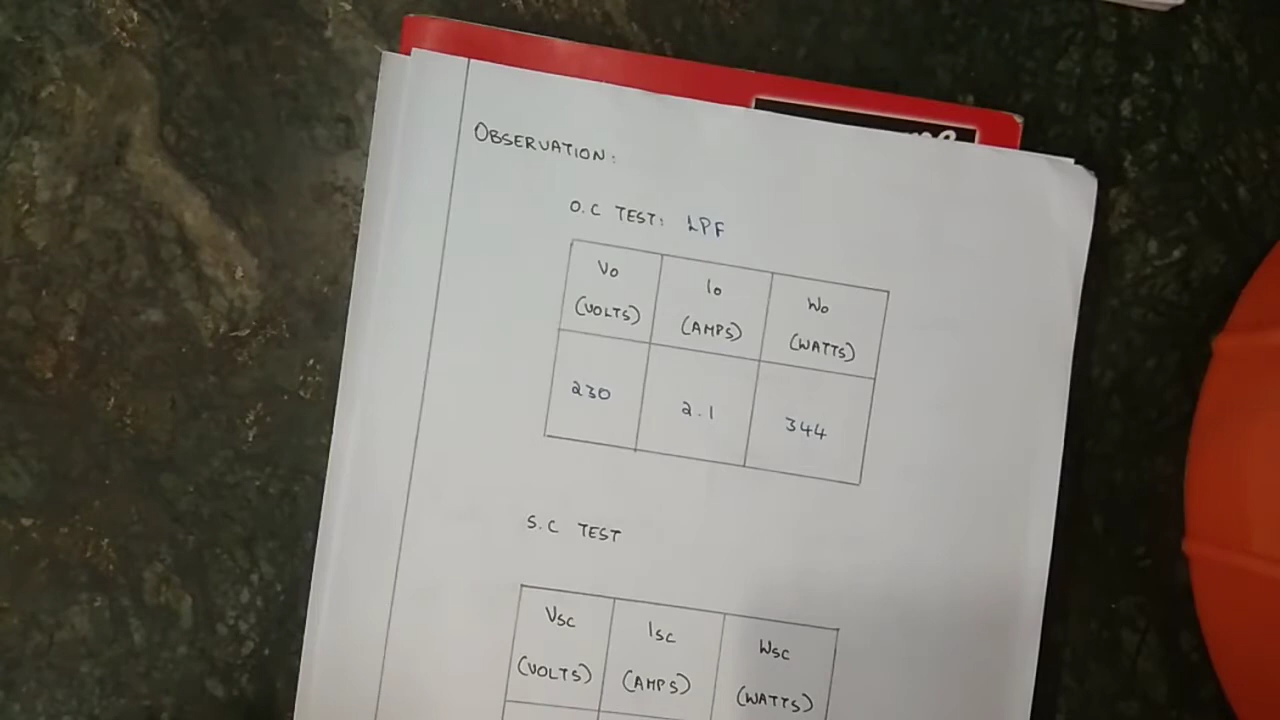 OBSERVATION:
O.C TEST: LPF
Vo Io Wo
(VOLTS) (AMPS) (WATTS)
230 2.1 344
S.C TEST
VSC ISC WSC
(VOLTS) (AMPS) (WATTS)